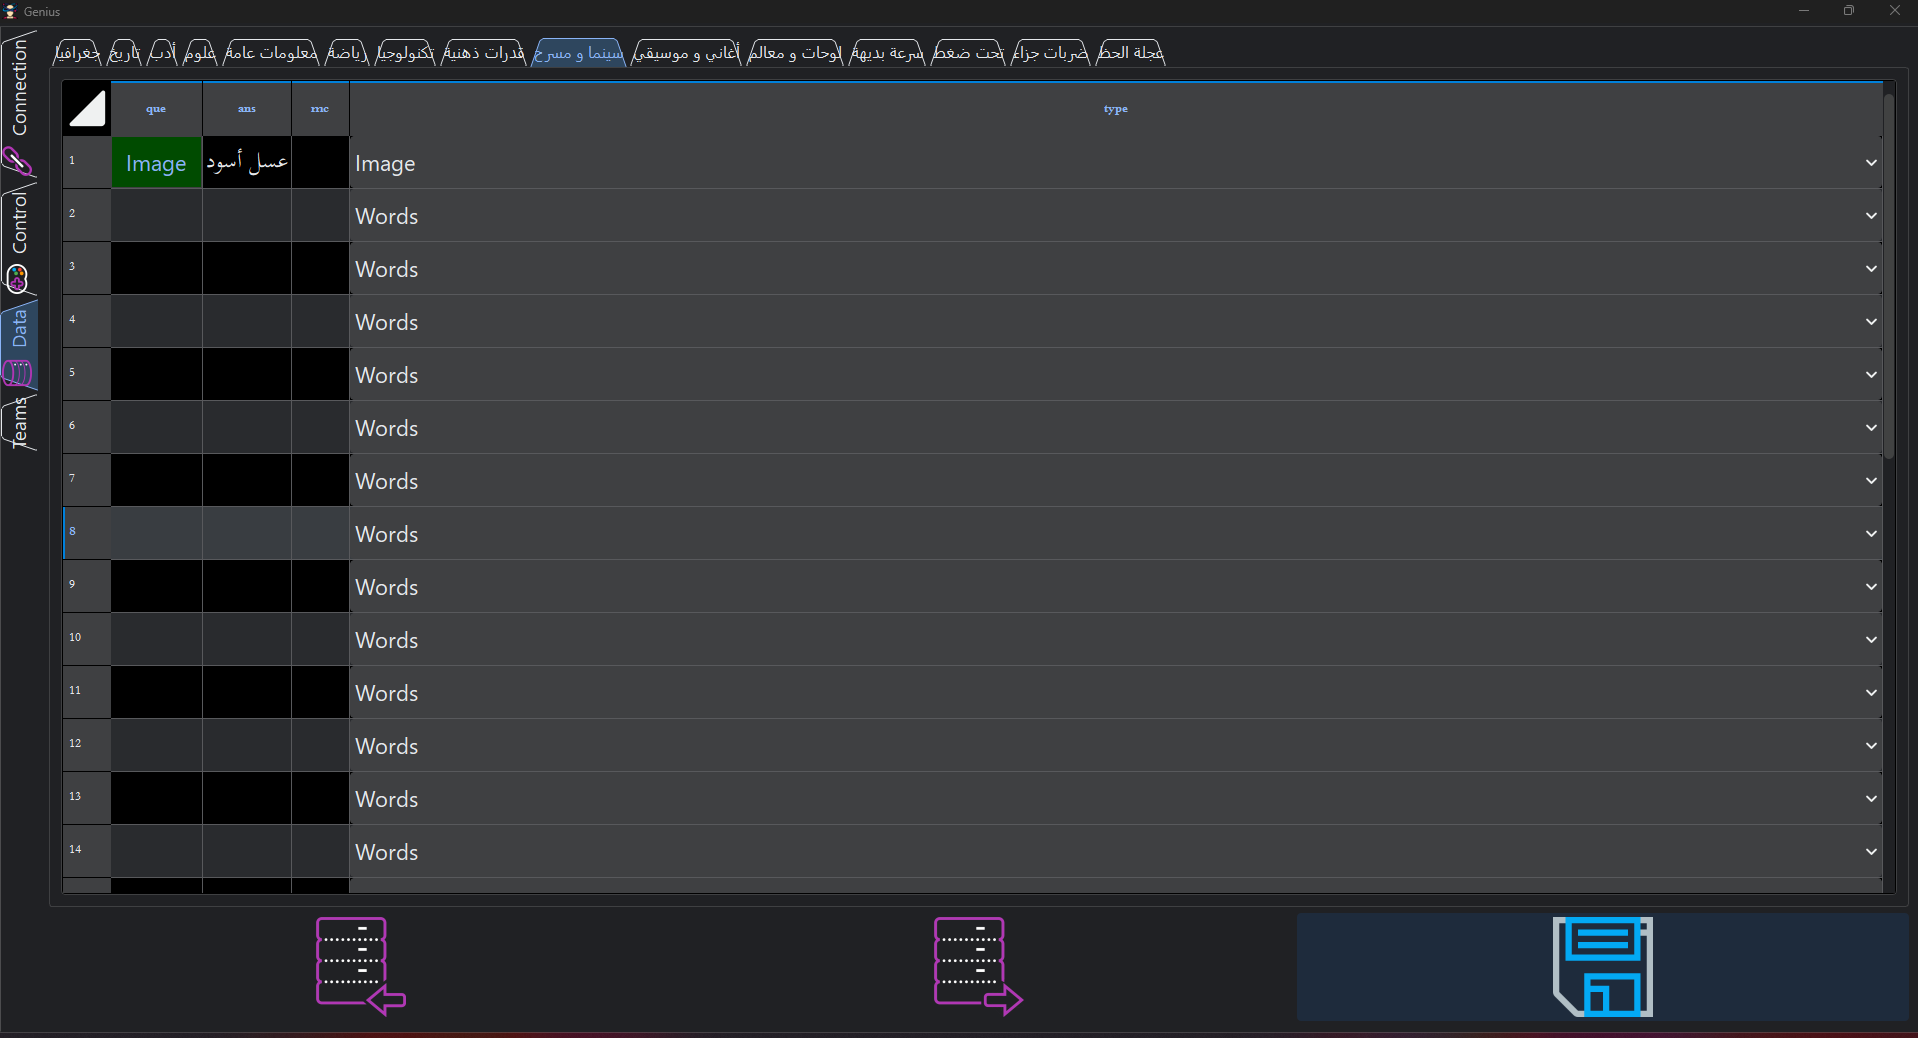 Genius
Connection
Control
Data
Teams
جغرافيا
تاريخ
أدب
علوم
معلومات عامة
رياضة
تكنولوجيا
قدرات ذهنية
سينما و مسرح
أغاني و موسيقي
لوحات و معالم
سرعة بديهة
تحت ضغط
ضربات جزاء
عجلة الحظ
que ans mc type
1 Image عسل أسود Image
2 Words
3 Words
4 Words
5 Words
6 Words
7 Words
8 Words
9 Words
10 Words
11 Words
12 Words
13 Words
14 Words